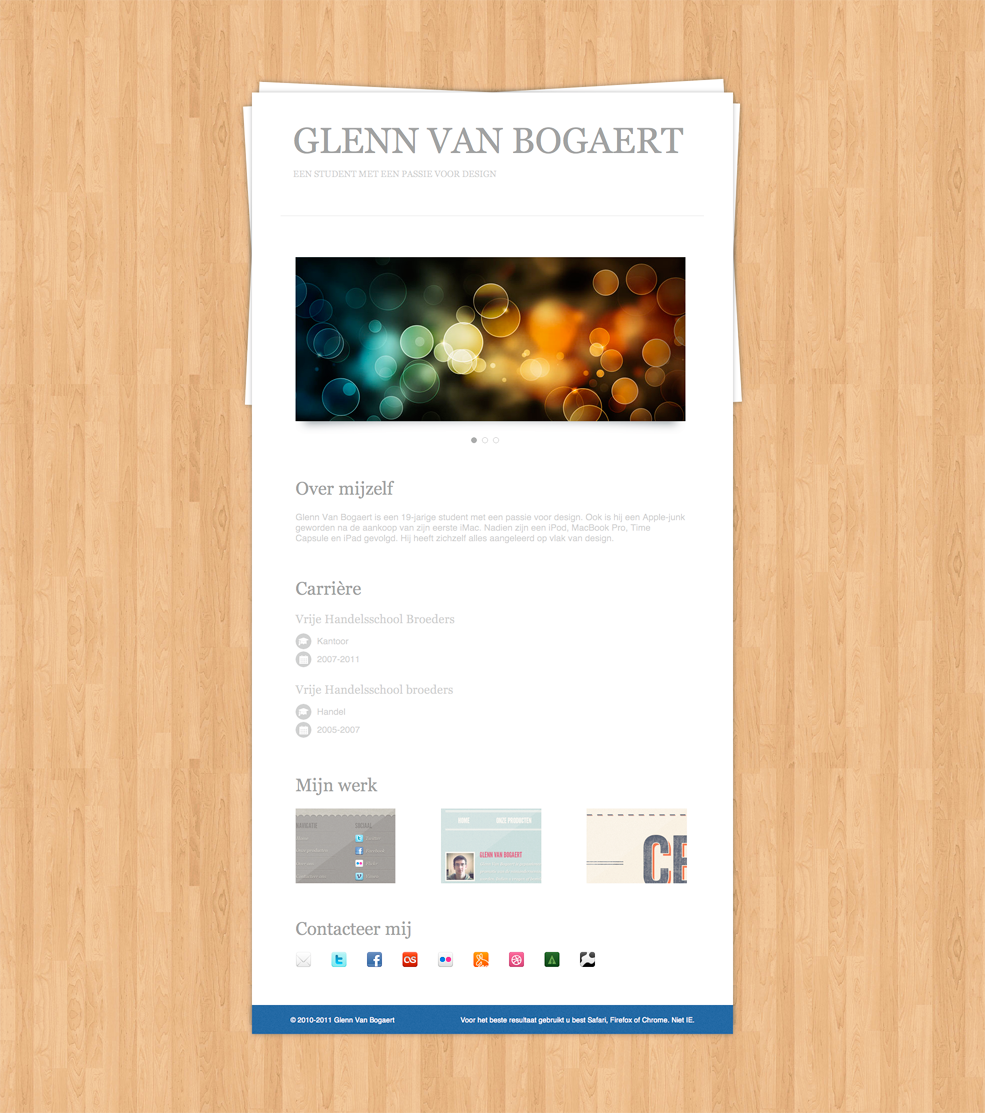 GLENN VAN BOGAERT
EEN STUDENT MET EEN PASSIE VOOR DESIGN
Over mijzelf
Glenn Van Bogaert is een 19-jarige student met een passie voor design. Ook is hij een Apple-junk
geworden na de aankoop van zijn eerste iMac. Nadien zijn een iPod, MacBook Pro, Time
Capsule en iPad gevolgd. Hij heeft zichzelf alles aangeleerd op vlak van design.
Carrière
Vrije Handelsschool Broeders
Kantoor
2007-2011
Vrije Handelsschool broeders
Handel
2005-2007
Mijn werk
SOCIAAL
HOME ONZE PRODUCTEN
GLENN VAN BOGAERT
CE
Contacteer mij
© 2010-2011 Glenn Van Bogaert
Voor het beste resultaat gebruikt u best Safari, Firefox of Chrome. Niet IE.